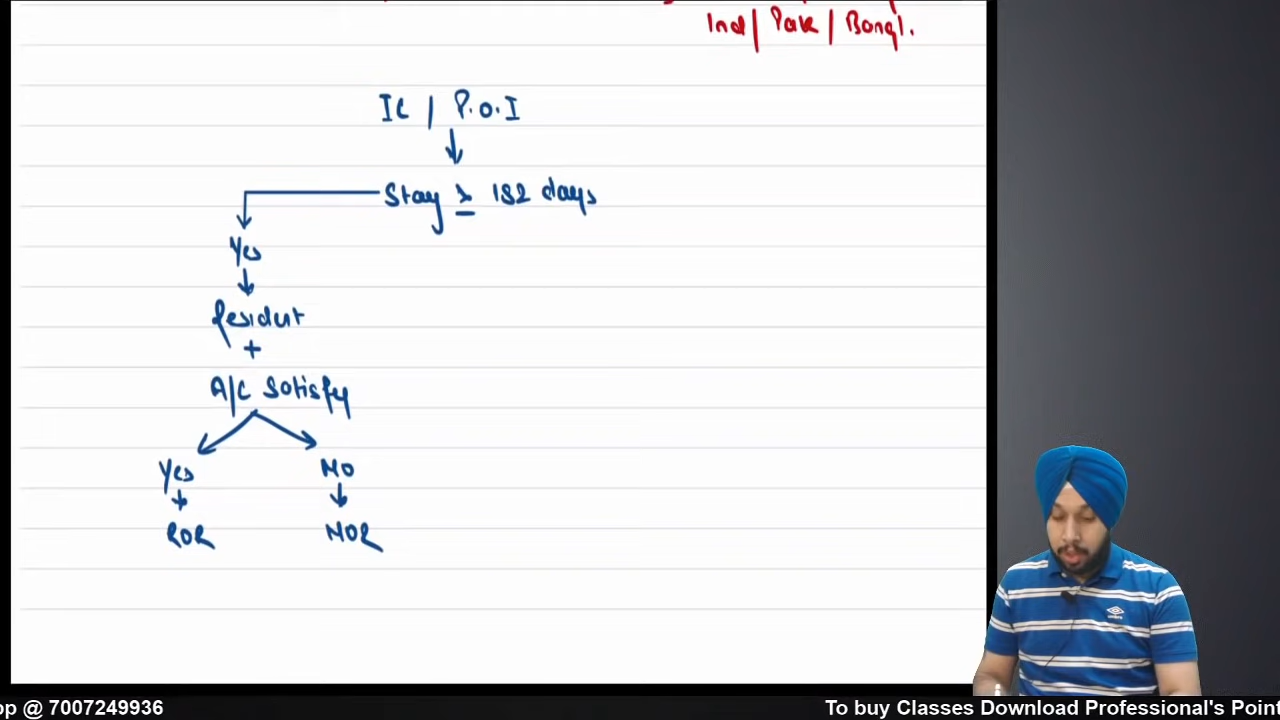 Ind / Pak / Bangl.
IC | P.O.I
Stay ≥ 182 days
Yes
Resident
+
A/C Satisfy
Yes NO
ROR NOR
op @ 7007249936
To buy Classes Download Professional's Point